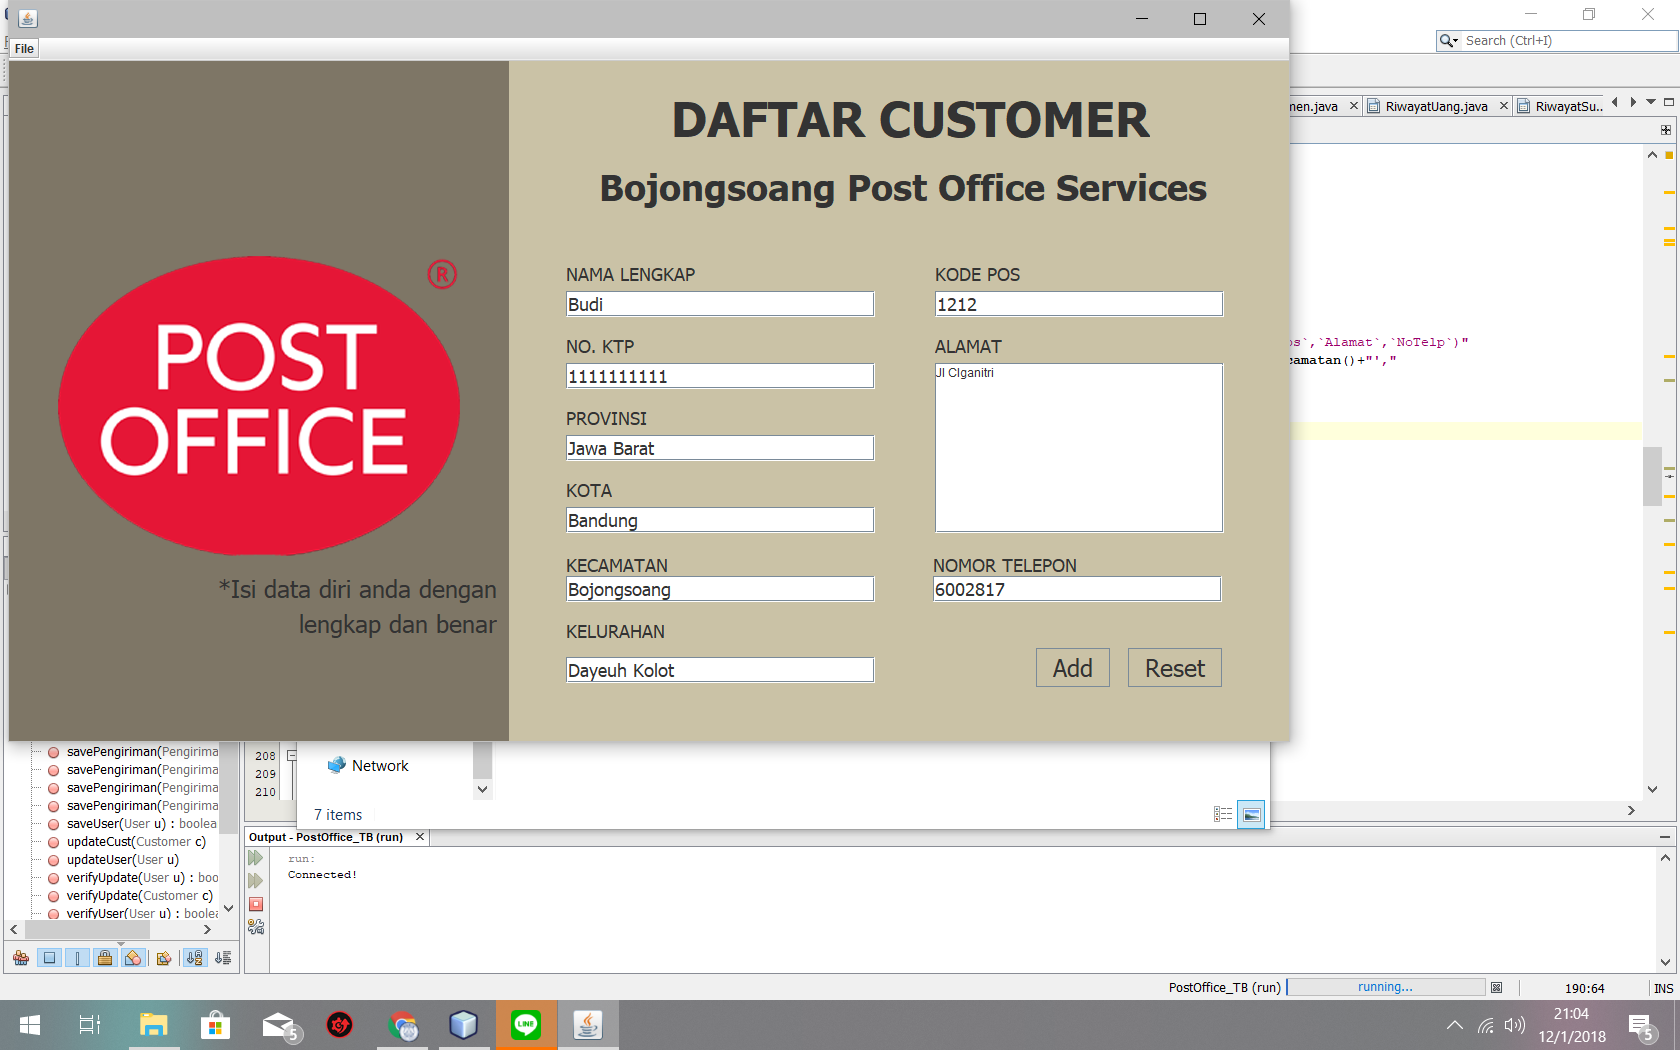 File
DAFTAR CUSTOMER
Bojongsoang Post Office Services
®
POST
OFFICE
*Isi data diri anda dengan
lengkap dan benar
NAMA LENGKAP
Budi
NO. KTP
1111111111
PROVINSI
Jawa Barat
KOTA
Bandung
KECAMATAN
Bojongsoang
KELURAHAN
Dayeuh Kolot
KODE POS
1212
ALAMAT
Jl CIganitri
NOMOR TELEPON
6002817
Add
Reset
Search (Ctrl+I)
men.java
RiwayatUang.java
RiwayatSu...
os`,`Alamat`,`NoTelp`)"
camatan()+"',"
savePengiriman(Pengirima
savePengiriman(Pengirima
savePengiriman(Pengirima
savePengiriman(Pengirima
saveUser(User u) : boolea
updateCust(Customer c)
updateUser(User u)
verifyUpdate(User u) : boo
verifyUpdate(Customer c)
verifyUser(User u) : boolea
208
209
210
Network
7 items
Output - PostOffice_TB (run)
run:
Connected!
PostOffice_TB (run)
running...
190:64
INS
5
21:04
12/1/2018
5